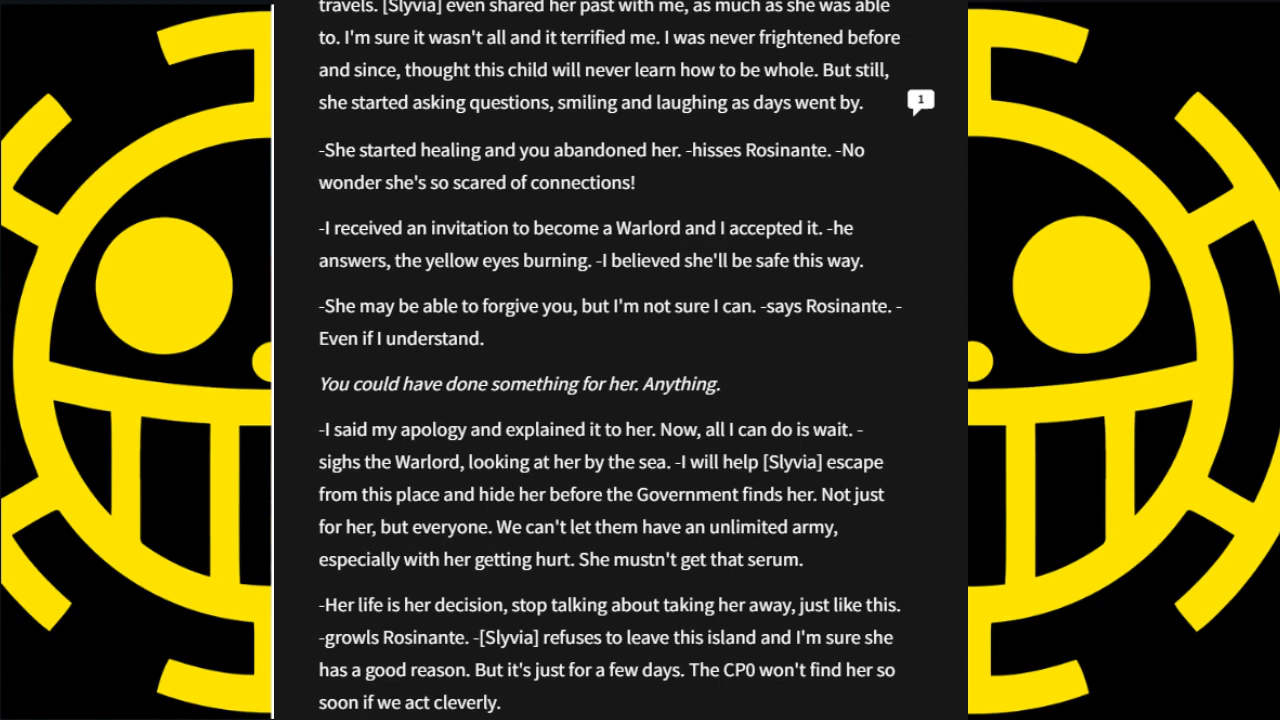 travels. [Slyvia] even shared her past with me, as much as she was able
to. I'm sure it wasn't all and it terrified me. I was never frightened before
and since, thought this child will never learn how to be whole. But still,
she started asking questions, smiling and laughing as days went by.
1
-She started healing and you abandoned her. -hisses Rosinante. -No
wonder she's so scared of connections!
-I received an invitation to become a Warlord and I accepted it. -he
answers, the yellow eyes burning. -I believed she'll be safe this way.
-She may be able to forgive you, but I'm not sure I can. -says Rosinante. -
Even if I understand.
You could have done something for her. Anything.
-I said my apology and explained it to her. Now, all I can do is wait. -
sighs the Warlord, looking at her by the sea. -I will help [Slyvia] escape
from this place and hide her before the Government finds her. Not just
for her, but everyone. We can't let them have an unlimited army,
especially with her getting hurt. She mustn't get that serum.
-Her life is her decision, stop talking about taking her away, just like this.
-growls Rosinante. -[Slyvia] refuses to leave this island and I'm sure she
has a good reason. But it's just for a few days. The CP0 won't find her so
soon if we act cleverly.